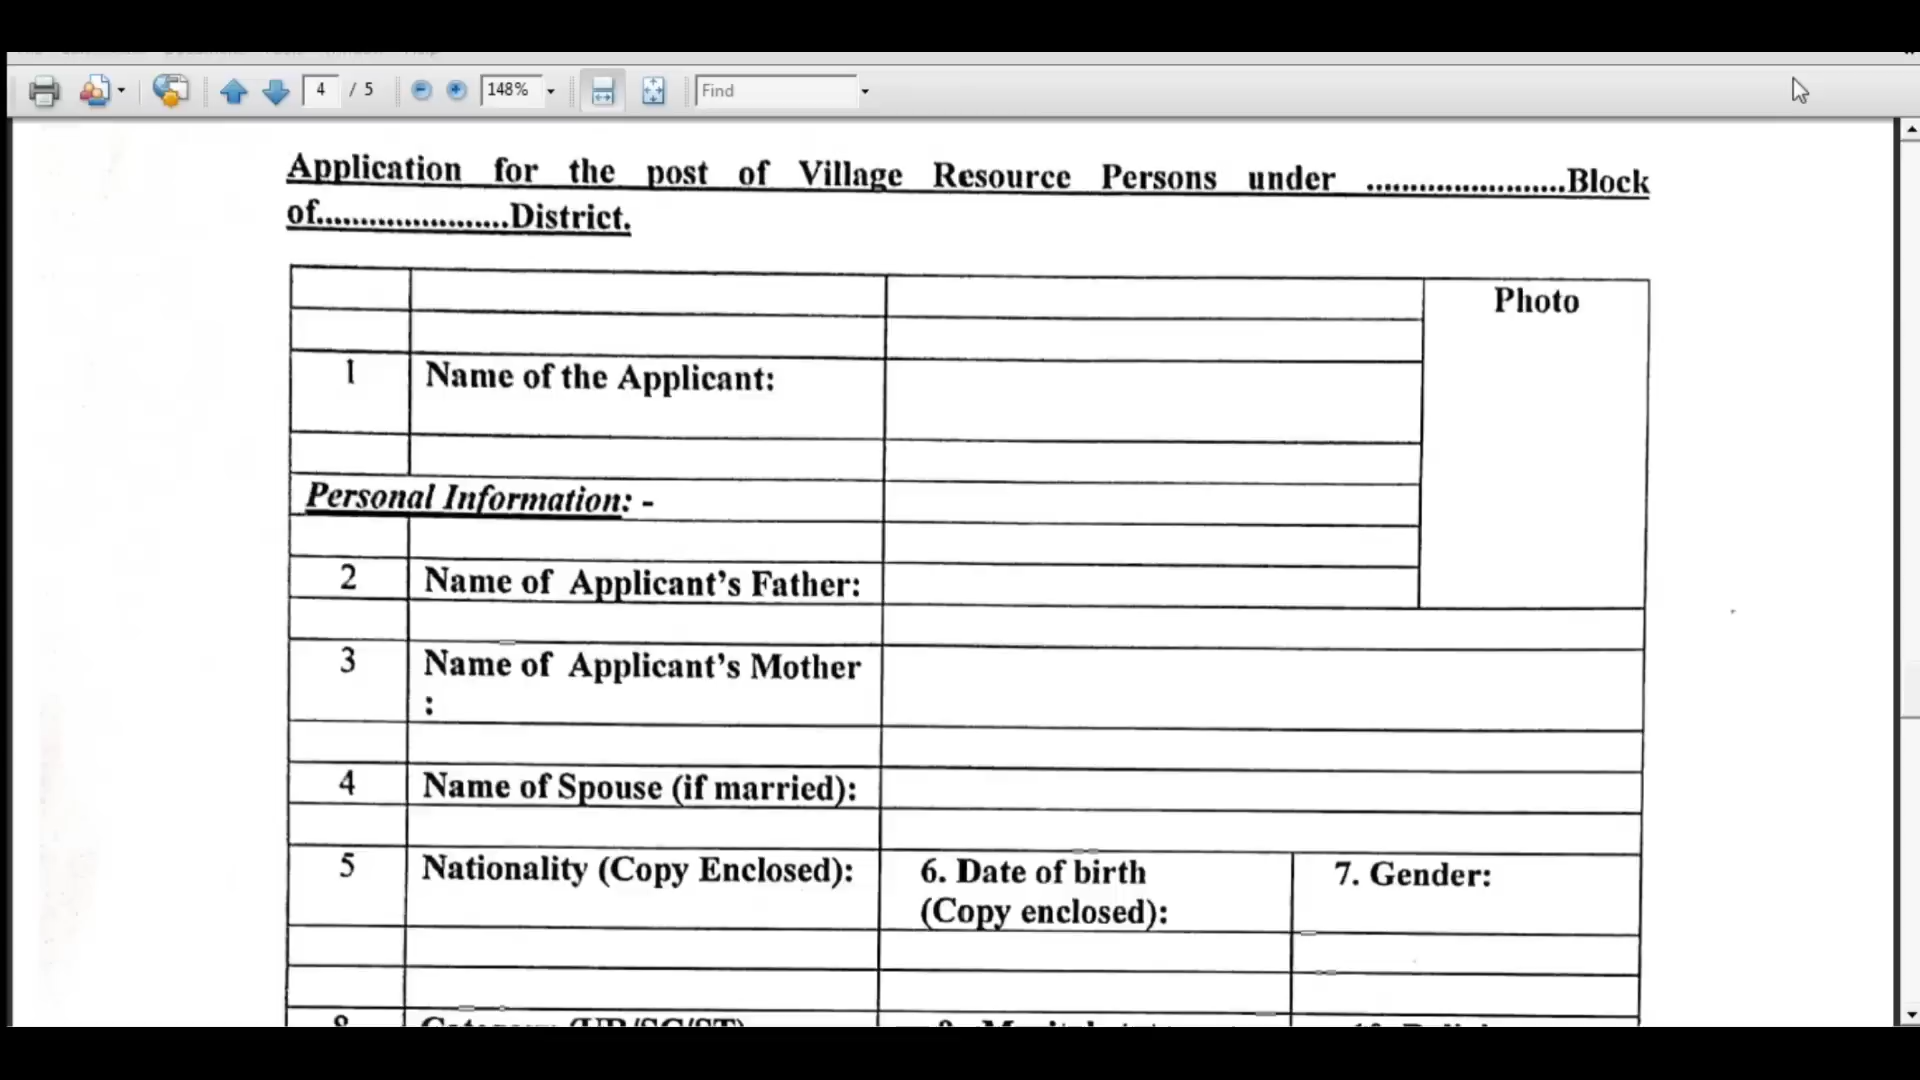 4 / 5 148% Find
Application for the post of Village Resource Persons under ......................Block
of......................District.
Photo
1 Name of the Applicant:
Personal Information: -
2 Name of Applicant's Father:
3 Name of Applicant's Mother
:
4 Name of Spouse (if married):
5 Nationality (Copy Enclosed): 6. Date of birth 7. Gender:
(Copy enclosed):